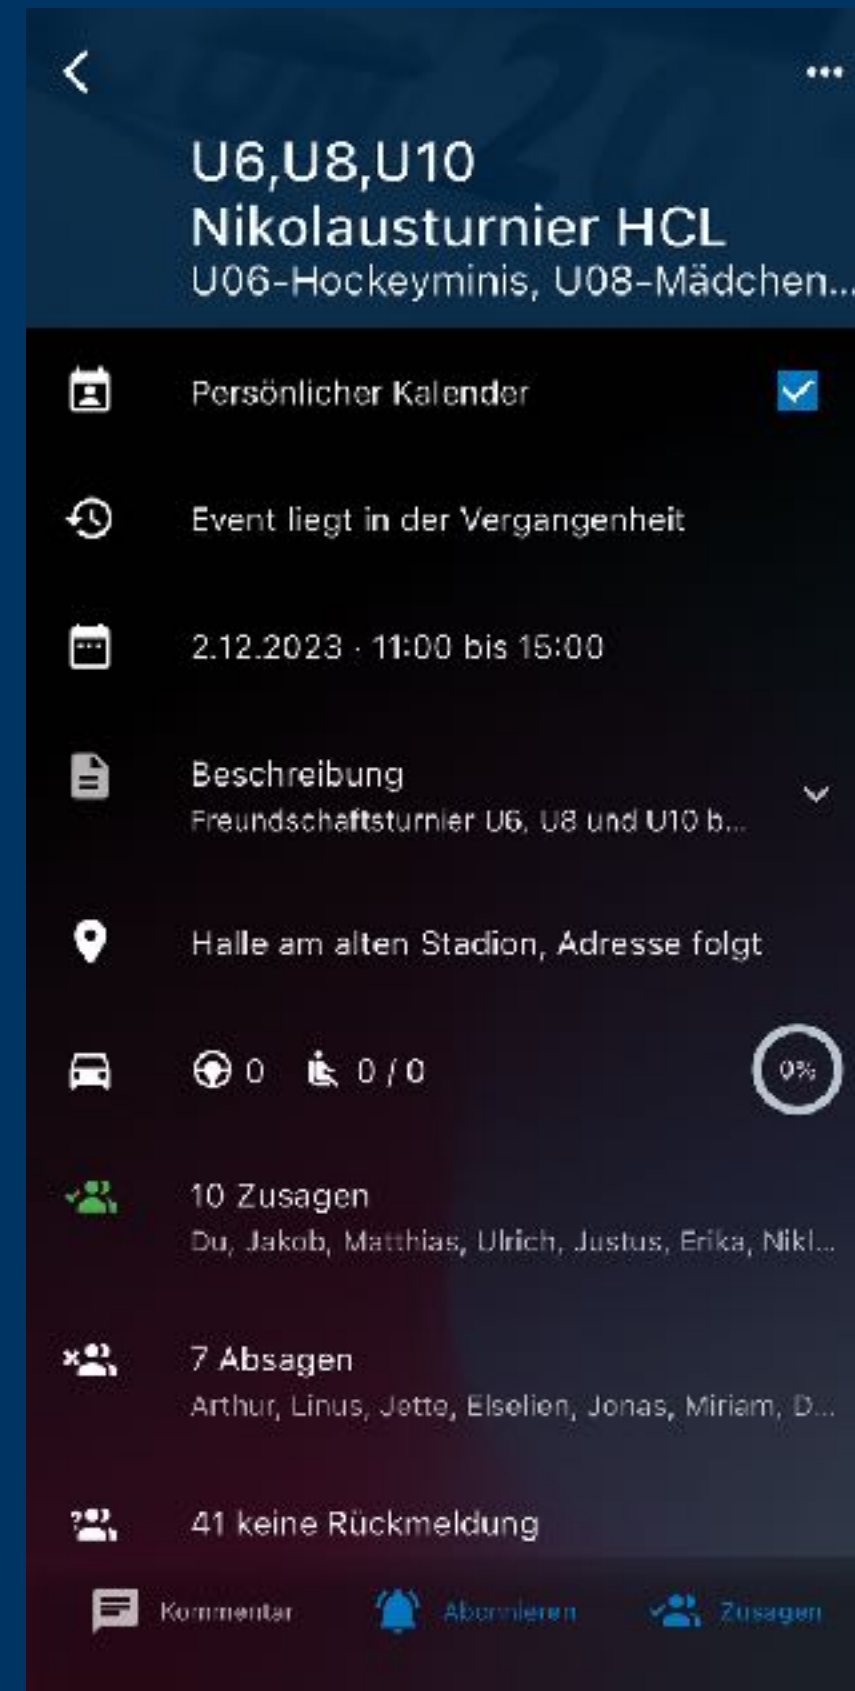 U6,U8,U10
Nikolausturnier HCL
U06-Hockeyminis, U08-Mädchen...
Persönlicher Kalender
Event liegt in der Vergangenheit
2.12.2023 · 11:00 bis 15:00
Beschreibung
Freundschaftsturnier U6, U8 und U10 b...
Halle am alten Stadion, Adresse folgt
0 0 / 0 0%
10 Zusagen
Du, Jakob, Matthias, Ulrich, Justus, Erika, Nikl...
7 Absagen
Arthur, Linus, Jette, Elselien, Jonas, Miriam, D...
41 keine Rückmeldung
Kommentar Abonnieren Zusagen